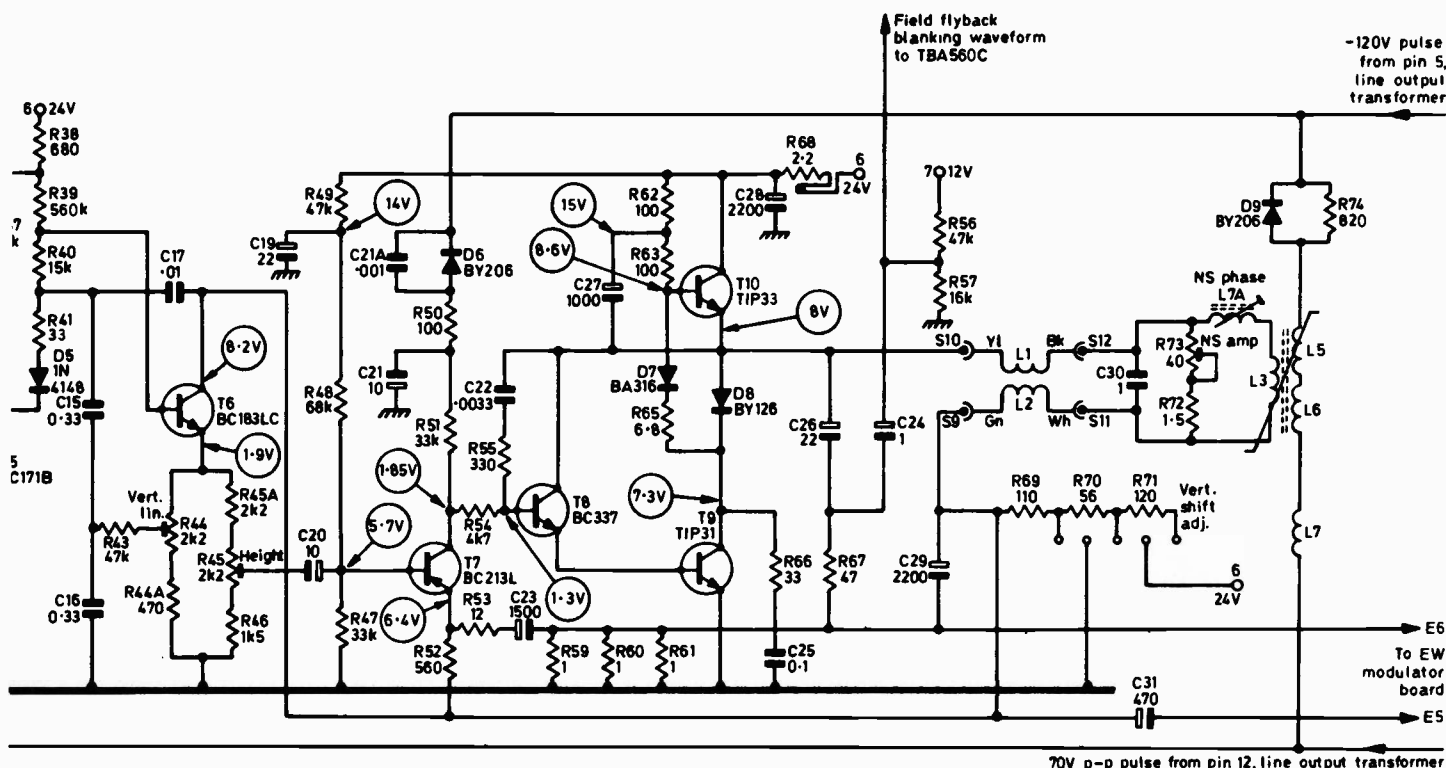 Field flyback
blanking waveform
to TBA560C
-120V pulse
from pin 5,
line output
transformer
6 24V
R38
680
R39
560k
R40
15k
C17
·01
R41
33
D5
1N
4148
C15
0·33
8·2V
T6
BC183LC
1·9V
C171B
Vert.
lin.
R43
47k
R44
2k2
R44A
470
C16
0·33
R45A
2k2
R45
2k2
Height
R46
1k5
C20
10
C19
22
R49
47k
14V
C21A
·001
D6
BY206
R50
100
C21
10
R48
68k
R51
33k
1·85V
5·7V
T7
BC213L
6·4V
R47
33k
R52
560
R53
12
C23
1500
R54
4k7
C22
·0033
R55
330
T8
BC337
1·3V
R59
1
R60
1
R61
1
15V
8·6V
C27
1000
R62
100
R63
100
T10
TIP33
8V
D7
BA316
R65
6·8
D8
BY126
7·3V
T9
TIP31
R66
33
C25
0·1
C28
2200
R68
2·2
6
24V
C26
22
R67
47
C24
1
7 12V
R56
47k
R57
16k
S10
Yl
L1
Bk
S12
S9
Gn
L2
Wh
S11
C30
1
R73
40
R72
1·5
NS phase
L7A
NS amp
L3
L5
L6
L7
D9
BY206
R74
820
C29
2200
R69
110
R70
56
R71
120
Vert.
shift
adj.
6
24V
E6
To EW
modulator
board
E5
C31
470
70V p-p pulse from pin 12, line output transformer